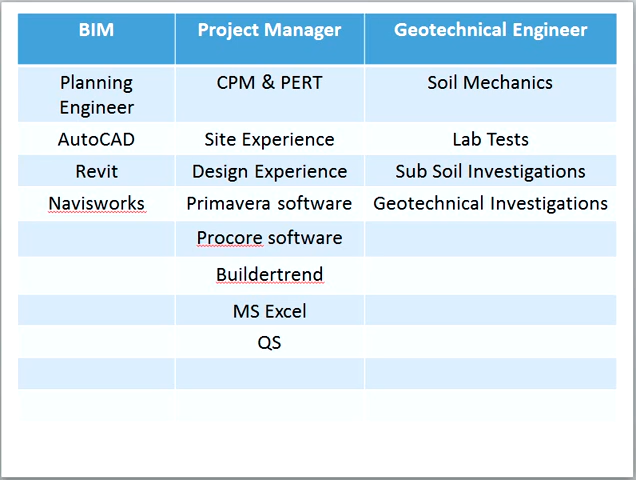 BIM Project Manager Geotechnical Engineer
Planning Engineer CPM & PERT Soil Mechanics
AutoCAD Site Experience Lab Tests
Revit Design Experience Sub Soil Investigations
Navisworks Primavera software Geotechnical Investigations
Procore software
Buildertrend
MS Excel
QS